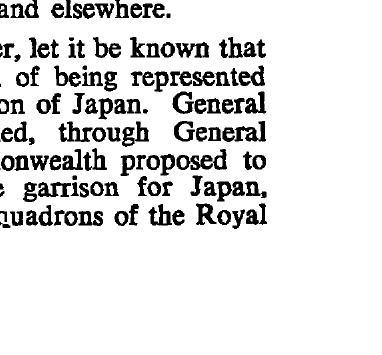 and elsewhere.
er, let it be known that
of being represented
on of Japan. General
ed, through General
onwealth proposed to
e garrison for Japan,
quadrons of the Royal